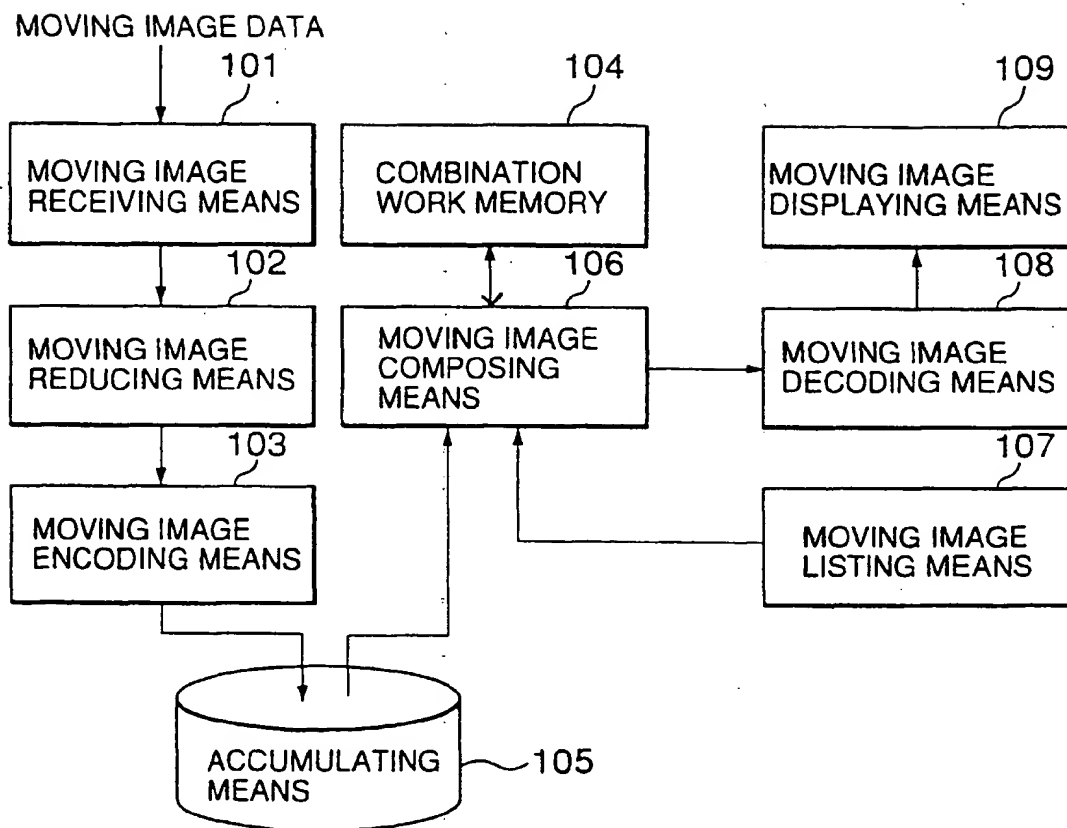 MOVING IMAGE DATA
101
MOVING IMAGE
RECEIVING MEANS
102
MOVING IMAGE
REDUCING MEANS
103
MOVING IMAGE
ENCODING MEANS
ACCUMULATING
MEANS
105
104
COMBINATION
WORK MEMORY
106
MOVING IMAGE
COMPOSING
MEANS
109
MOVING IMAGE
DISPLAYING MEANS
108
MOVING IMAGE
DECODING MEANS
107
MOVING IMAGE
LISTING MEANS